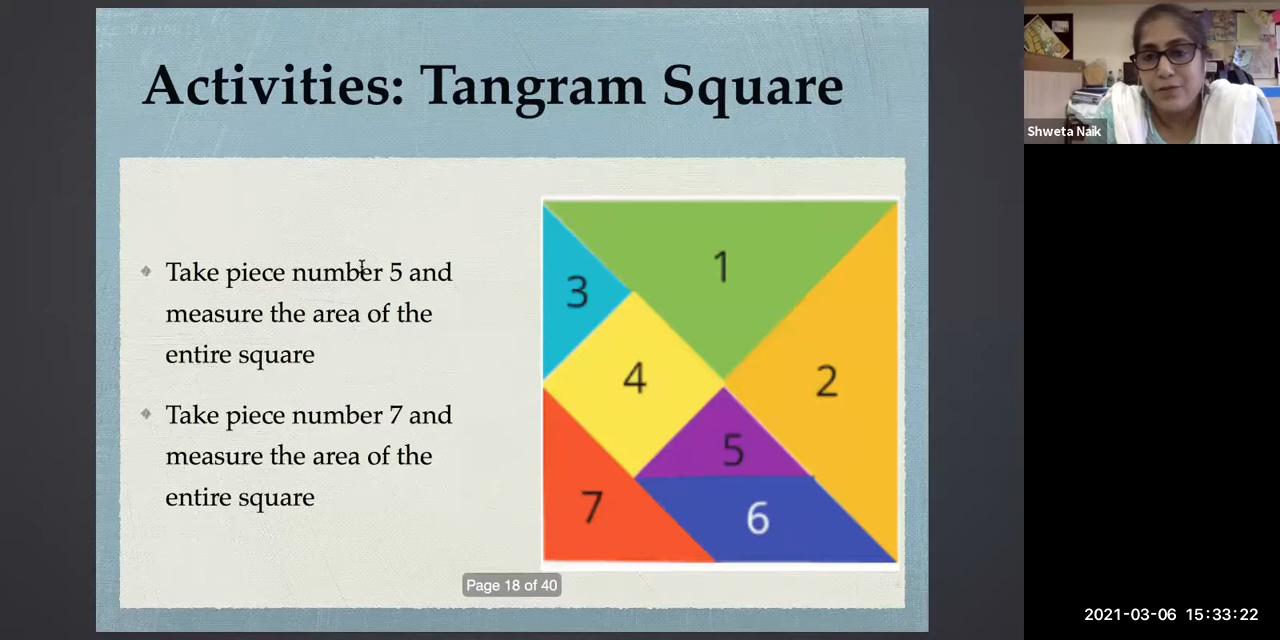 Activities: Tangram Square
Take piece number 5 and
measure the area of the
entire square
Take piece number 7 and
measure the area of the
entire square
1
2
3
4
5
6
7
Page 18 of 40
Shweta Naik
2021-03-06 15:33:22